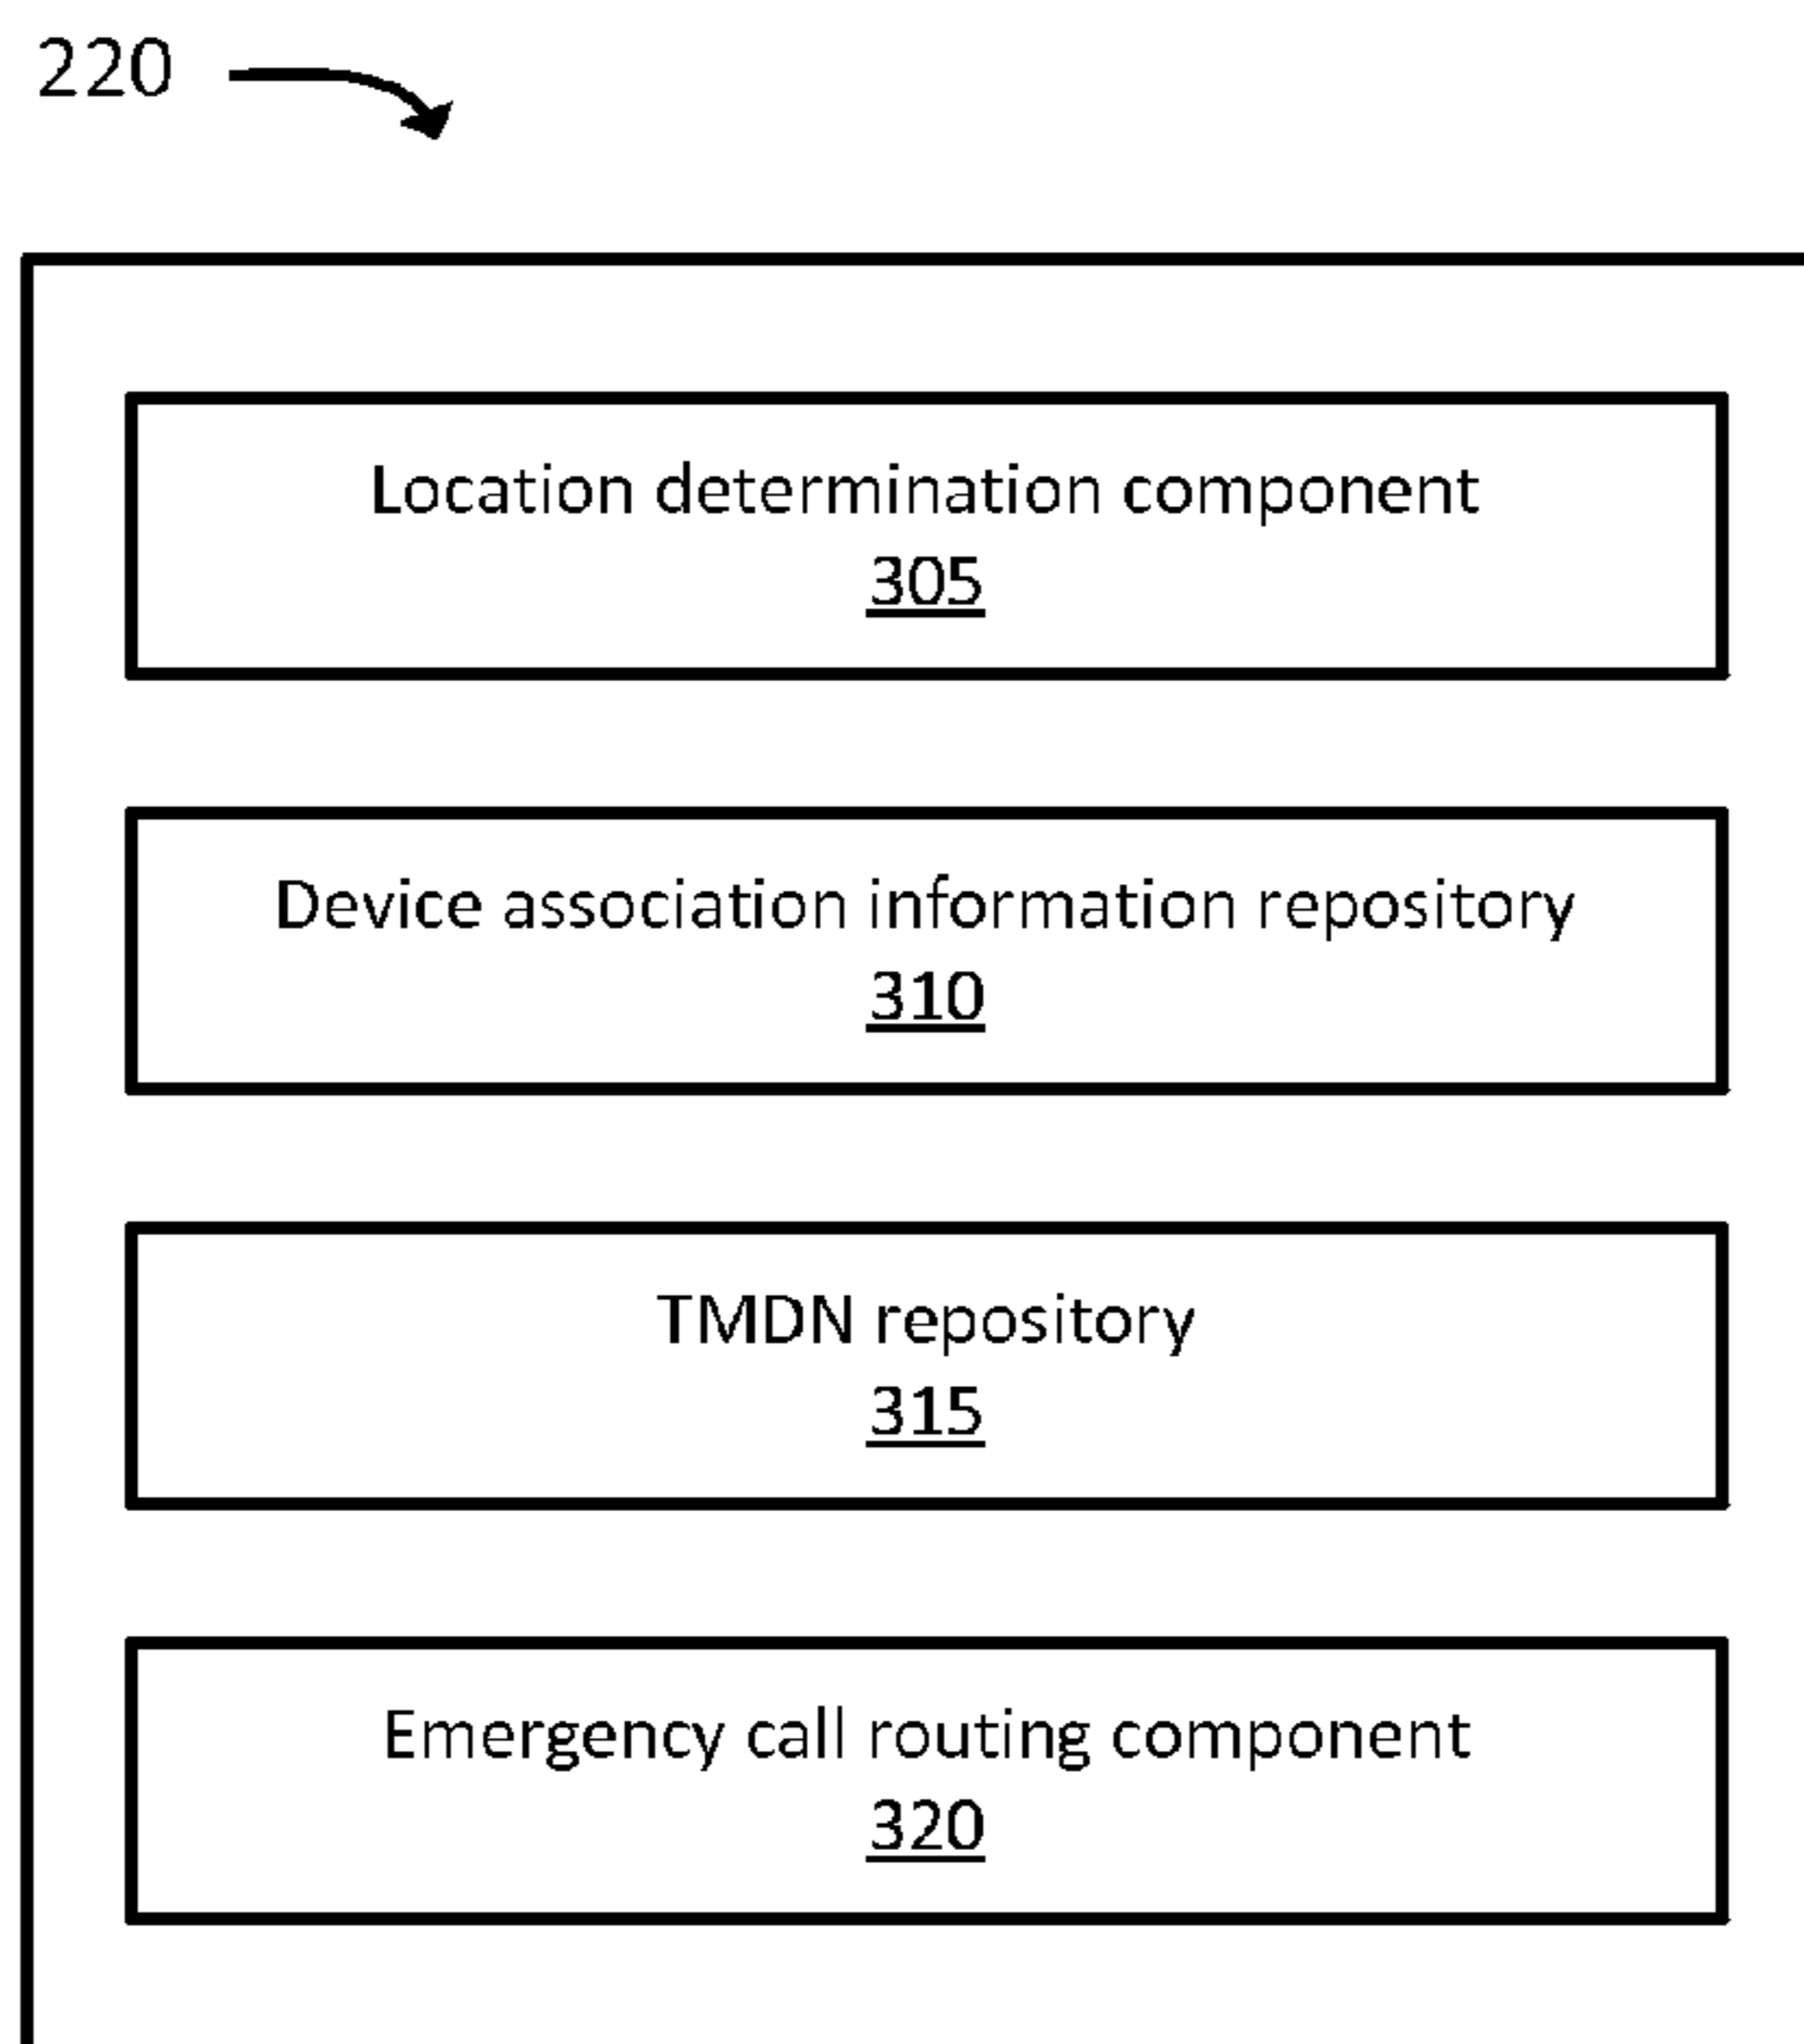 220
Location determination component
305
Device association information repository
310
TMDN repository
315
Emergency call routing component
320